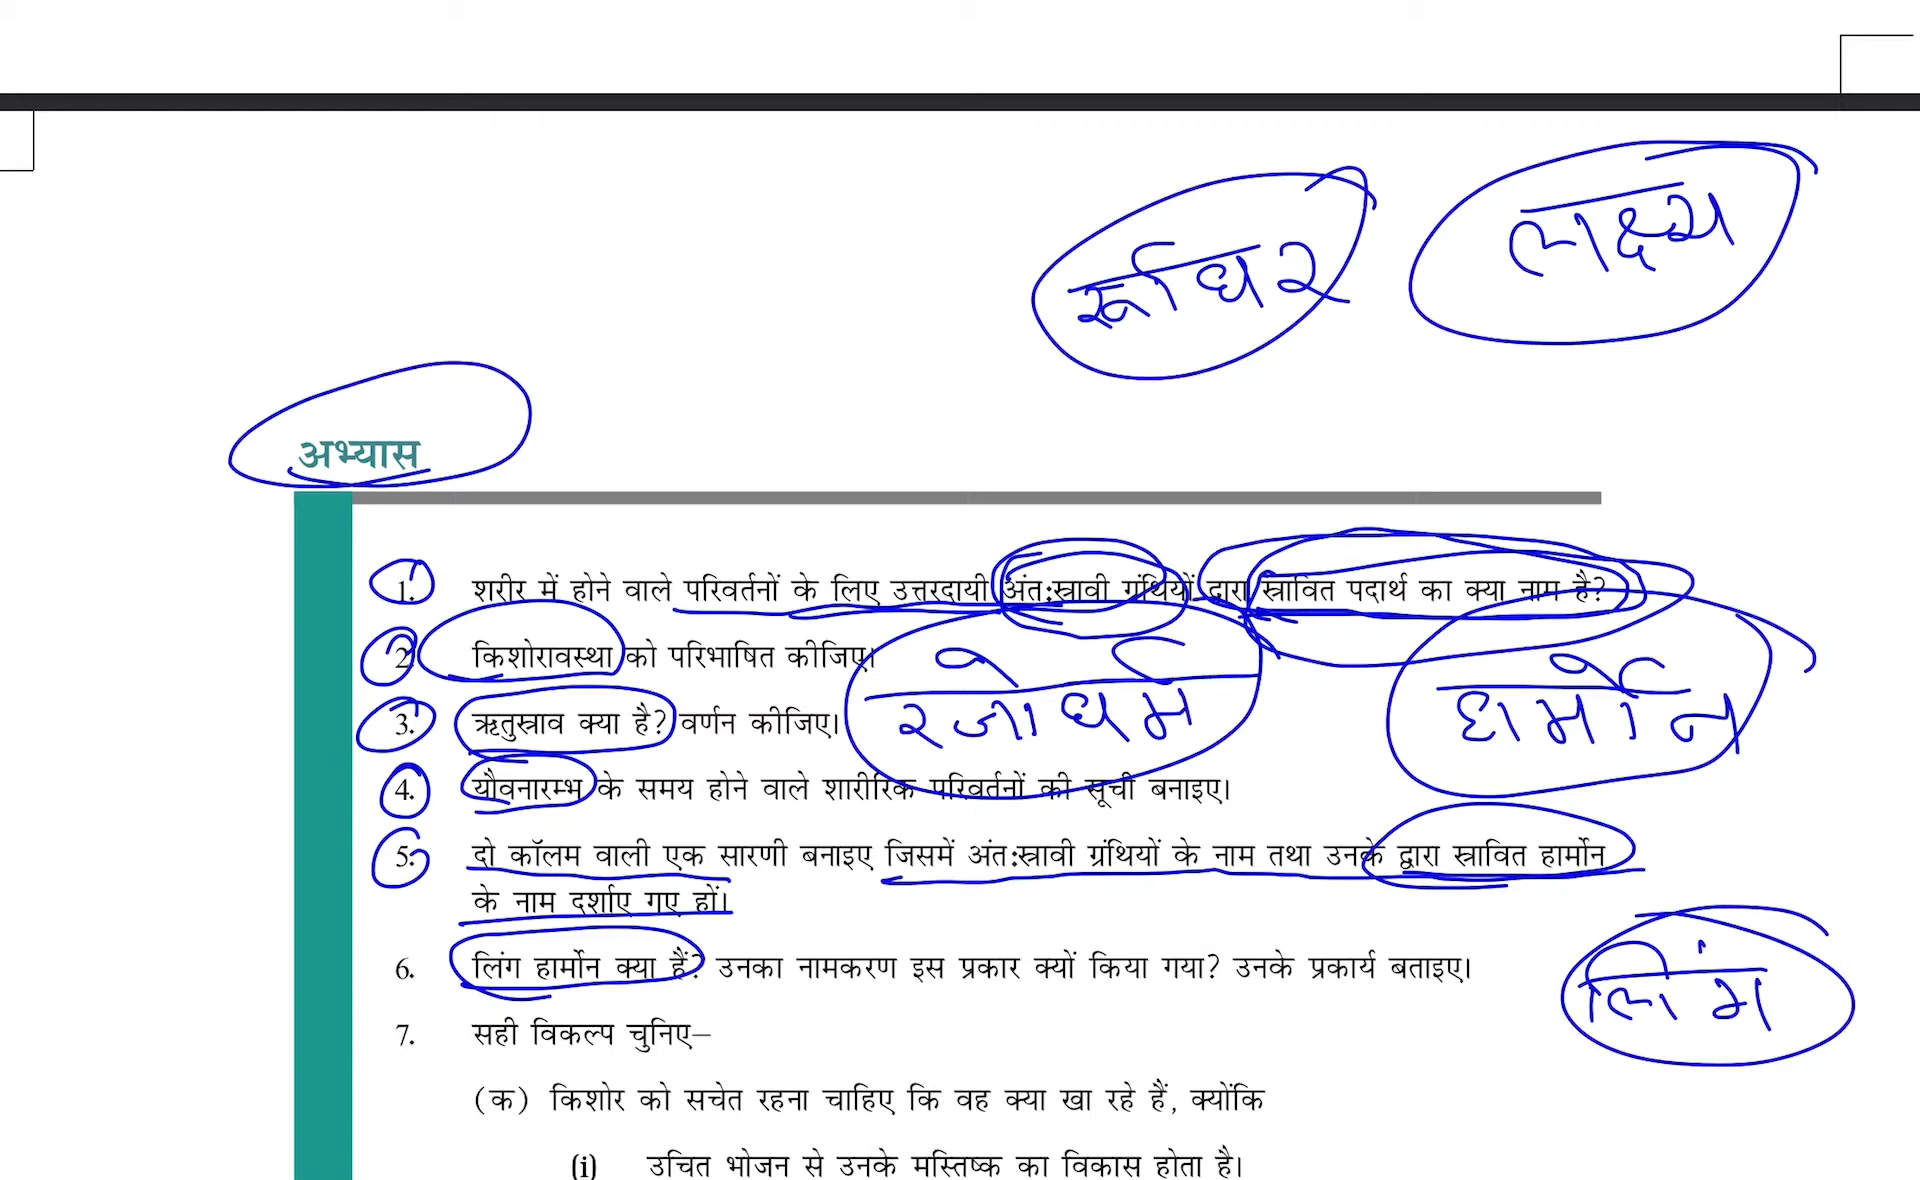 लक्ष्य
रूधिर
अभ्यास
1. शरीर में होने वाले परिवर्तनों के लिए उत्तरदायी अंत:स्रावी ग्रंथियों द्वारा स्रावित पदार्थ का क्या नाम है?
2. किशोरावस्था को परिभाषित कीजिए।
रजोधर्म
हार्मोन
3. ऋतुस्राव क्या है? वर्णन कीजिए।
4. यौवनारम्भ के समय होने वाले शारीरिक परिवर्तनों की सूची बनाइए।
5. दो कॉलम वाली एक सारणी बनाइए जिसमें अंत:स्रावी ग्रंथियों के नाम तथा उनके द्वारा स्रावित हार्मोन
के नाम दर्शाए गए हों।
6. लिंग हार्मोन क्या हैं? उनका नामकरण इस प्रकार क्यों किया गया? उनके प्रकार्य बताइए।
लिंग
7. सही विकल्प चुनिए–
(क) किशोर को सचेत रहना चाहिए कि वह क्या खा रहे हैं, क्योंकि
(i) उचित भोजन से उनके मस्तिष्क का विकास होता है।